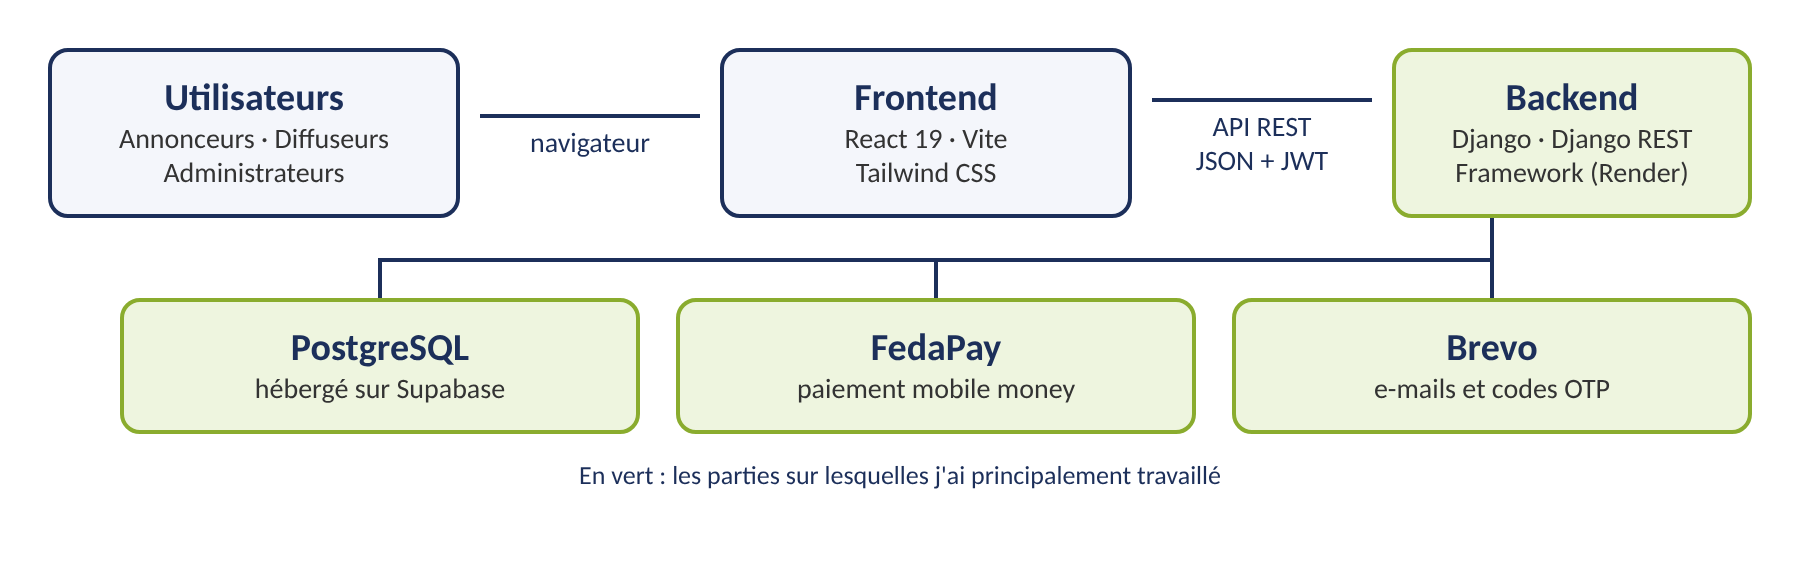 Utilisateurs
Annonceurs · Diffuseurs
Administrateurs
navigateur
Frontend
React 19 · Vite
Tailwind CSS
API REST
JSON + JWT
Backend
Django · Django REST
Framework (Render)
PostgreSQL
hébergé sur Supabase
FedaPay
paiement mobile money
Brevo
e-mails et codes OTP
En vert : les parties sur lesquelles j'ai principalement travaillé